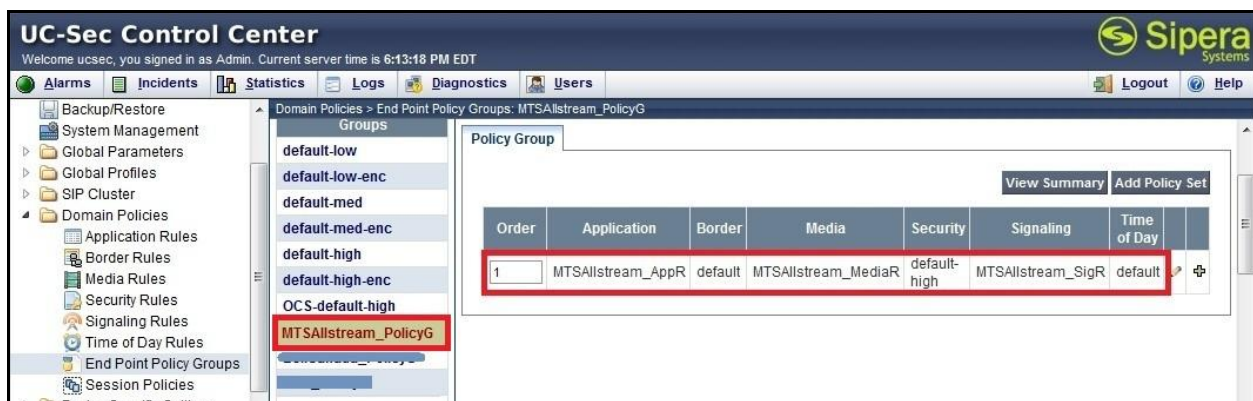 UC-Sec Control Center
Welcome ucsec, you signed in as Admin. Current server time is 6:13:18 PM EDT
Sipera
Systems
Alarms Incidents Statistics Logs Diagnostics Users Logout Help
Backup/Restore
System Management
Global Parameters
Global Profiles
SIP Cluster
Domain Policies
Application Rules
Border Rules
Media Rules
Security Rules
Signaling Rules
Time of Day Rules
End Point Policy Groups
Session Policies
Domain Policies > End Point Policy Groups: MTSAllstream_PolicyG
Groups
default-low
default-low-enc
default-med
default-med-enc
default-high
default-high-enc
OCS-default-high
MTSAllstream_PolicyG
Policy Group
View Summary Add Policy Set
Order Application Border Media Security Signaling Time of Day
1 MTSAllstream_AppR default MTSAllstream_MediaR default-high MTSAllstream_SigR default